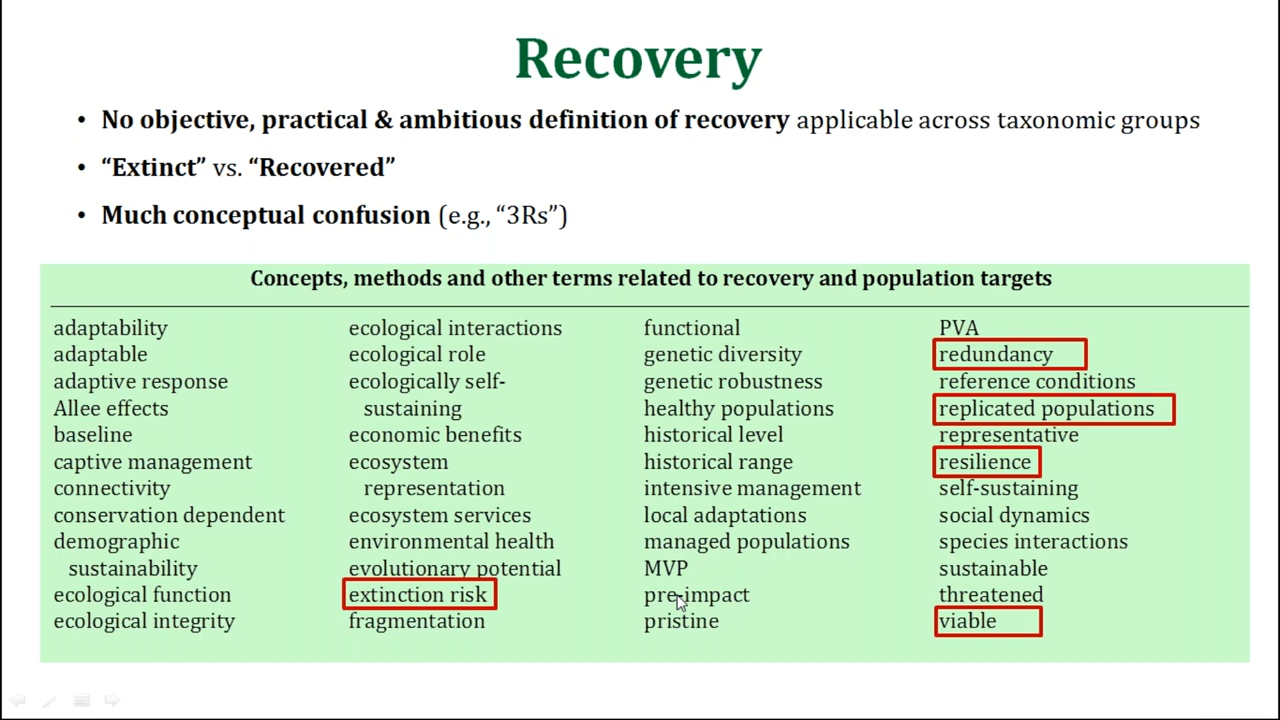 Recovery
• No objective, practical & ambitious definition of recovery applicable across taxonomic groups
• “Extinct” vs. “Recovered”
• Much conceptual confusion (e.g., “3Rs”)
Concepts, methods and other terms related to recovery and population targets
adaptability
adaptable
adaptive response
Allee effects
baseline
captive management
connectivity
conservation dependent
demographic
sustainability
ecological function
ecological integrity
ecological interactions
ecological role
ecologically self-
sustaining
economic benefits
ecosystem
representation
ecosystem services
environmental health
evolutionary potential
extinction risk
fragmentation
functional
genetic diversity
genetic robustness
healthy populations
historical level
historical range
intensive management
local adaptations
managed populations
MVP
pre-impact
pristine
PVA
redundancy
reference conditions
replicated populations
representative
resilience
self-sustaining
social dynamics
species interactions
sustainable
threatened
viable